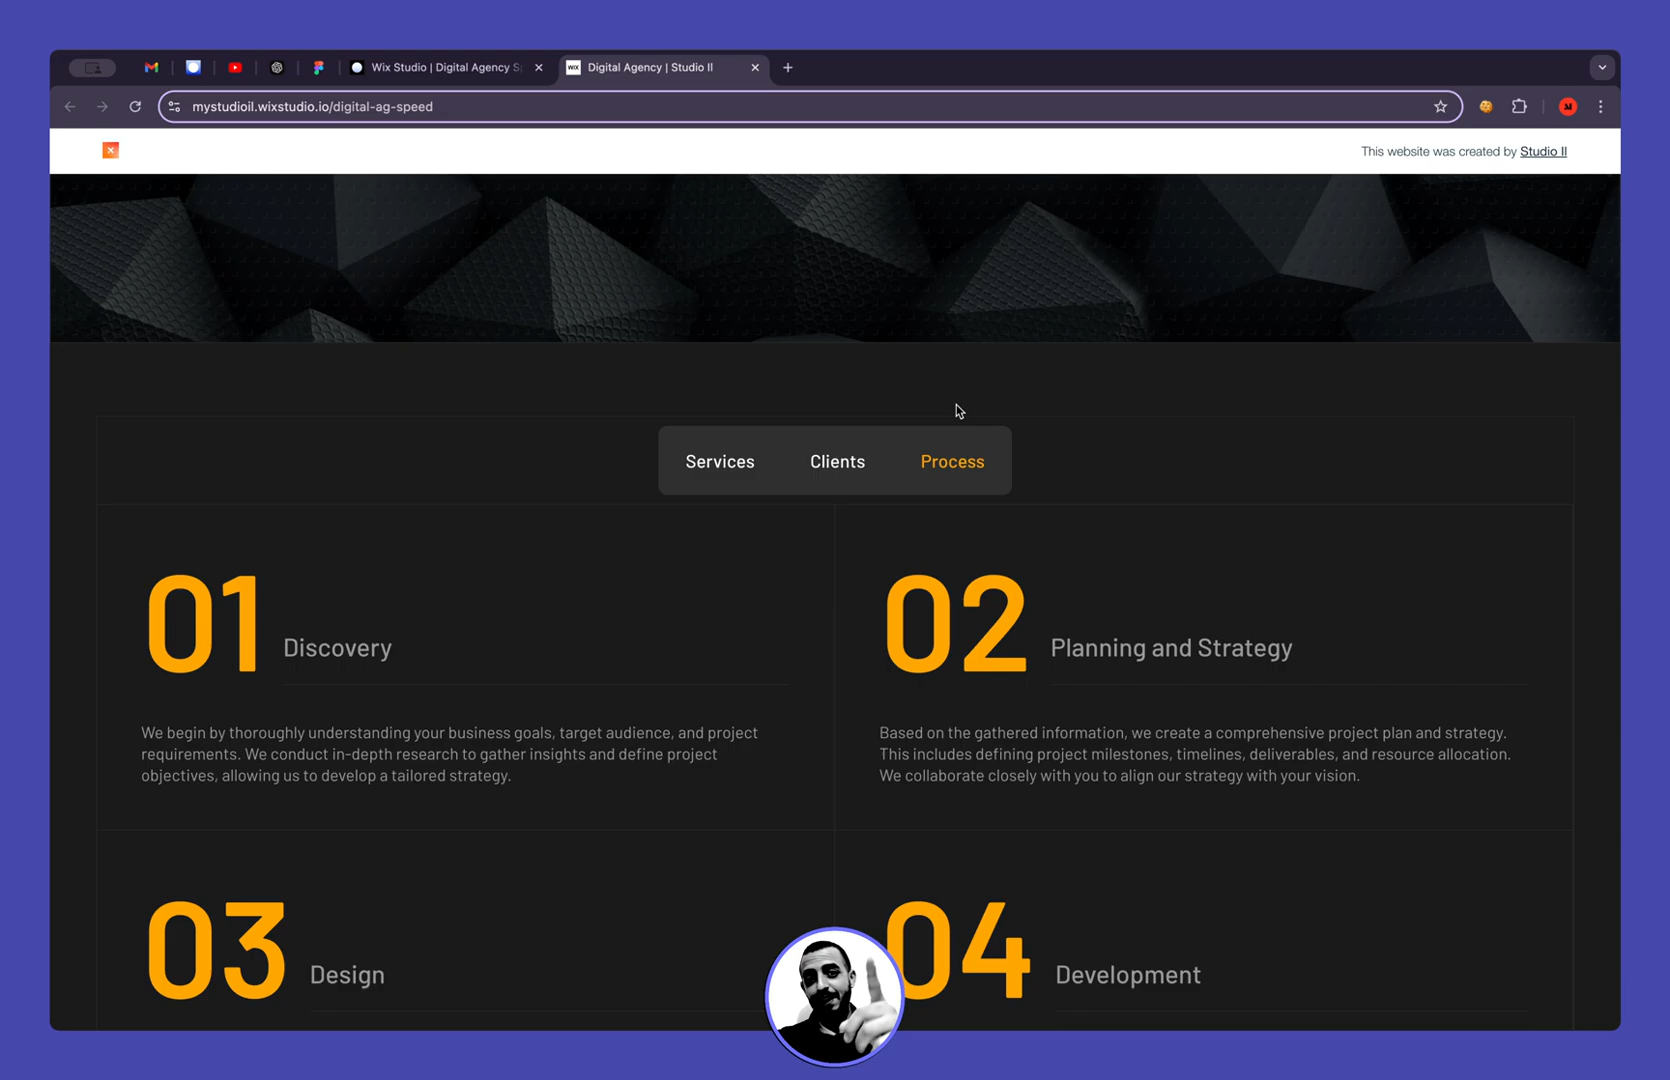 Wix Studio | Digital Agency S
Digital Agency | Studio II
mystudioil.wixstudio.io/digital-ag-speed
This website was created by Studio II
Services
Clients
Process
01
Discovery
We begin by thoroughly understanding your business goals, target audience, and project
requirements. We conduct in-depth research to gather insights and define project
objectives, allowing us to develop a tailored strategy.
02
Planning and Strategy
Based on the gathered information, we create a comprehensive project plan and strategy.
This includes defining project milestones, timelines, deliverables, and resource allocation.
We collaborate closely with you to align our strategy with your vision.
03
Design
04
Development